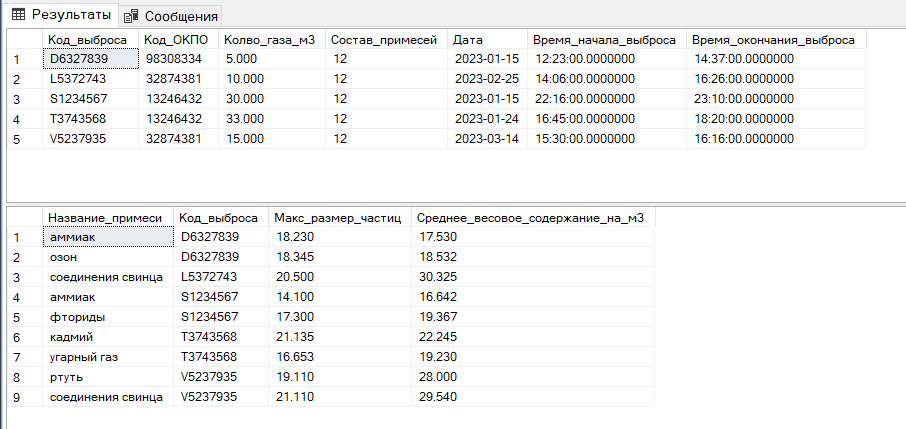 Результаты Сообщения
Код_выброса Код_ОКПО Колво_газа_м3 Состав_примесей Дата Время_начала_выброса Время_окончания_выброса
1 D6327839 98308334 5.000 12 2023-01-15 12:23:00.0000000 14:37:00.0000000
2 L5372743 32874381 10.000 12 2023-02-25 14:06:00.0000000 16:26:00.0000000
3 S1234567 13246432 30.000 12 2023-01-15 22:16:00.0000000 23:10:00.0000000
4 T3743568 13246432 33.000 12 2023-01-24 16:45:00.0000000 18:20:00.0000000
5 V5237935 32874381 15.000 12 2023-03-14 15:30:00.0000000 16:16:00.0000000
Название_примеси Код_выброса Макс_размер_частиц Среднее_весовое_содержание_на_м3
1 аммиак D6327839 18.230 17.530
2 озон D6327839 18.345 18.532
3 соединения свинца L5372743 20.500 30.325
4 аммиак S1234567 14.100 16.642
5 фториды S1234567 17.300 19.367
6 кадмий T3743568 21.135 22.245
7 угарный газ T3743568 16.653 19.230
8 ртуть V5237935 19.110 28.000
9 соединения свинца V5237935 21.110 29.540